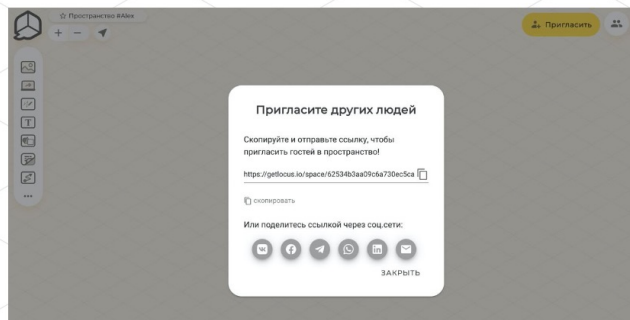 Пространство #Alex
Пригласить
Пригласите других людей
Скопируйте и отправьте ссылку, чтобы
пригласить гостей в пространство!
https://getlocus.io/space/62534b3aa09c6a730ec5ca
скопировать
Или поделитесь ссылкой через соц.сети:
ЗАКРЫТЬ